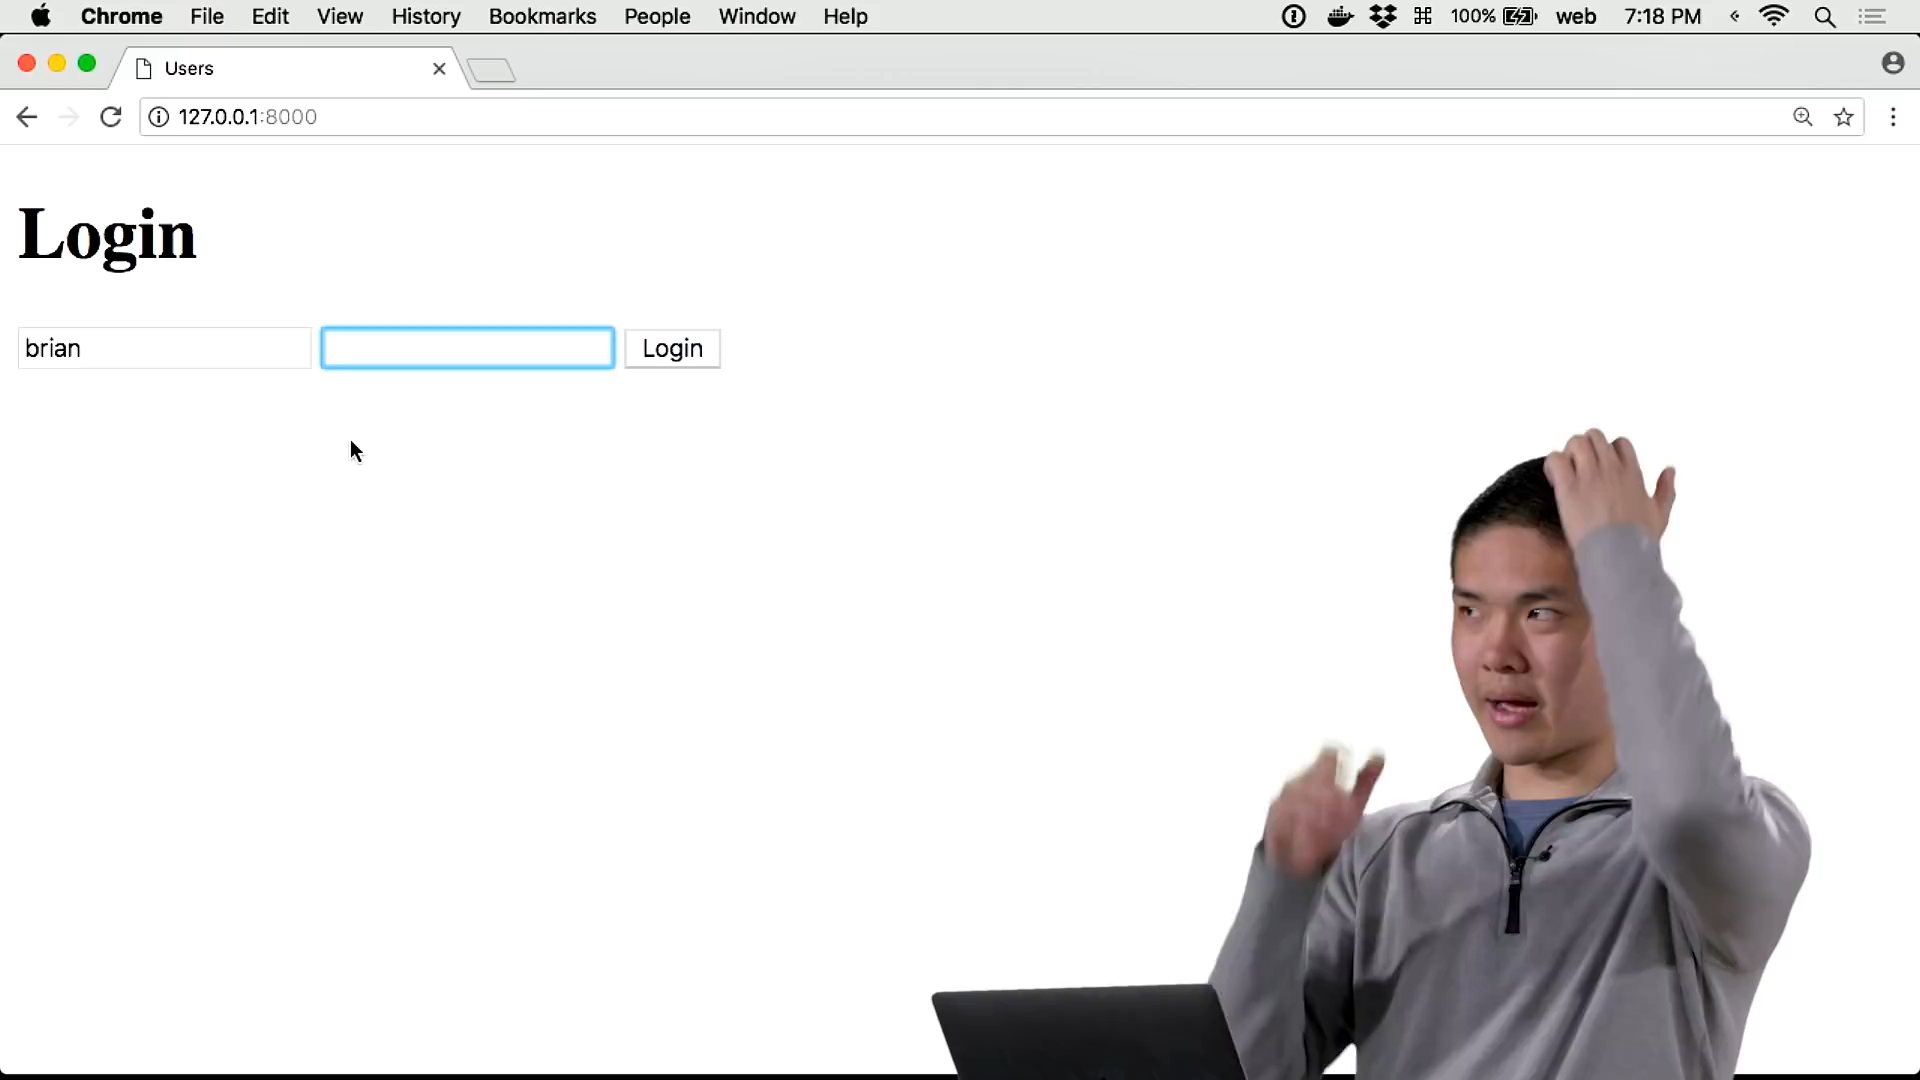 Chrome File Edit View History Bookmarks People Window Help 100% web 7:18 PM
Users
127.0.0.1:8000
Login
brian Login